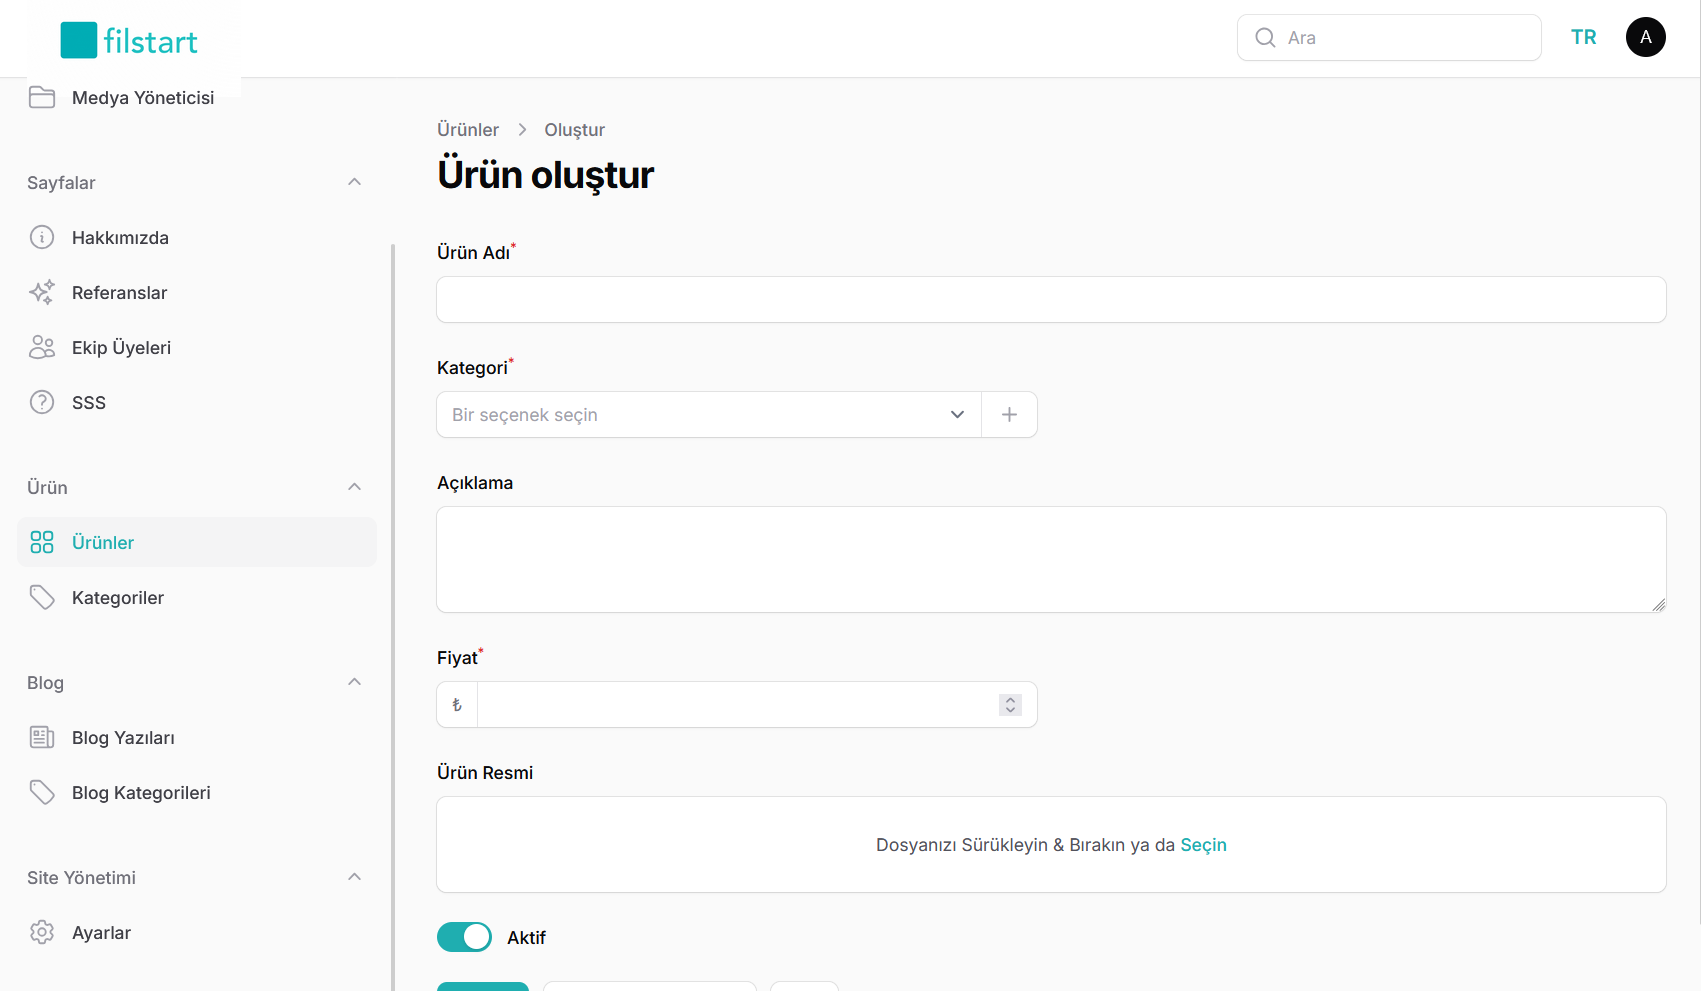 filstart
Ara
TR
A
Medya Yöneticisi
Sayfalar
Hakkımızda
Referanslar
Ekip Üyeleri
SSS
Ürün
Ürünler
Kategoriler
Blog
Blog Yazıları
Blog Kategorileri
Site Yönetimi
Ayarlar
Ürünler > Oluştur
Ürün oluştur
Ürün Adı*
Kategori*
Bir seçenek seçin
Açıklama
Fiyat*
₺
Ürün Resmi
Dosyanızı Sürükleyin & Bırakın ya da Seçin
Aktif